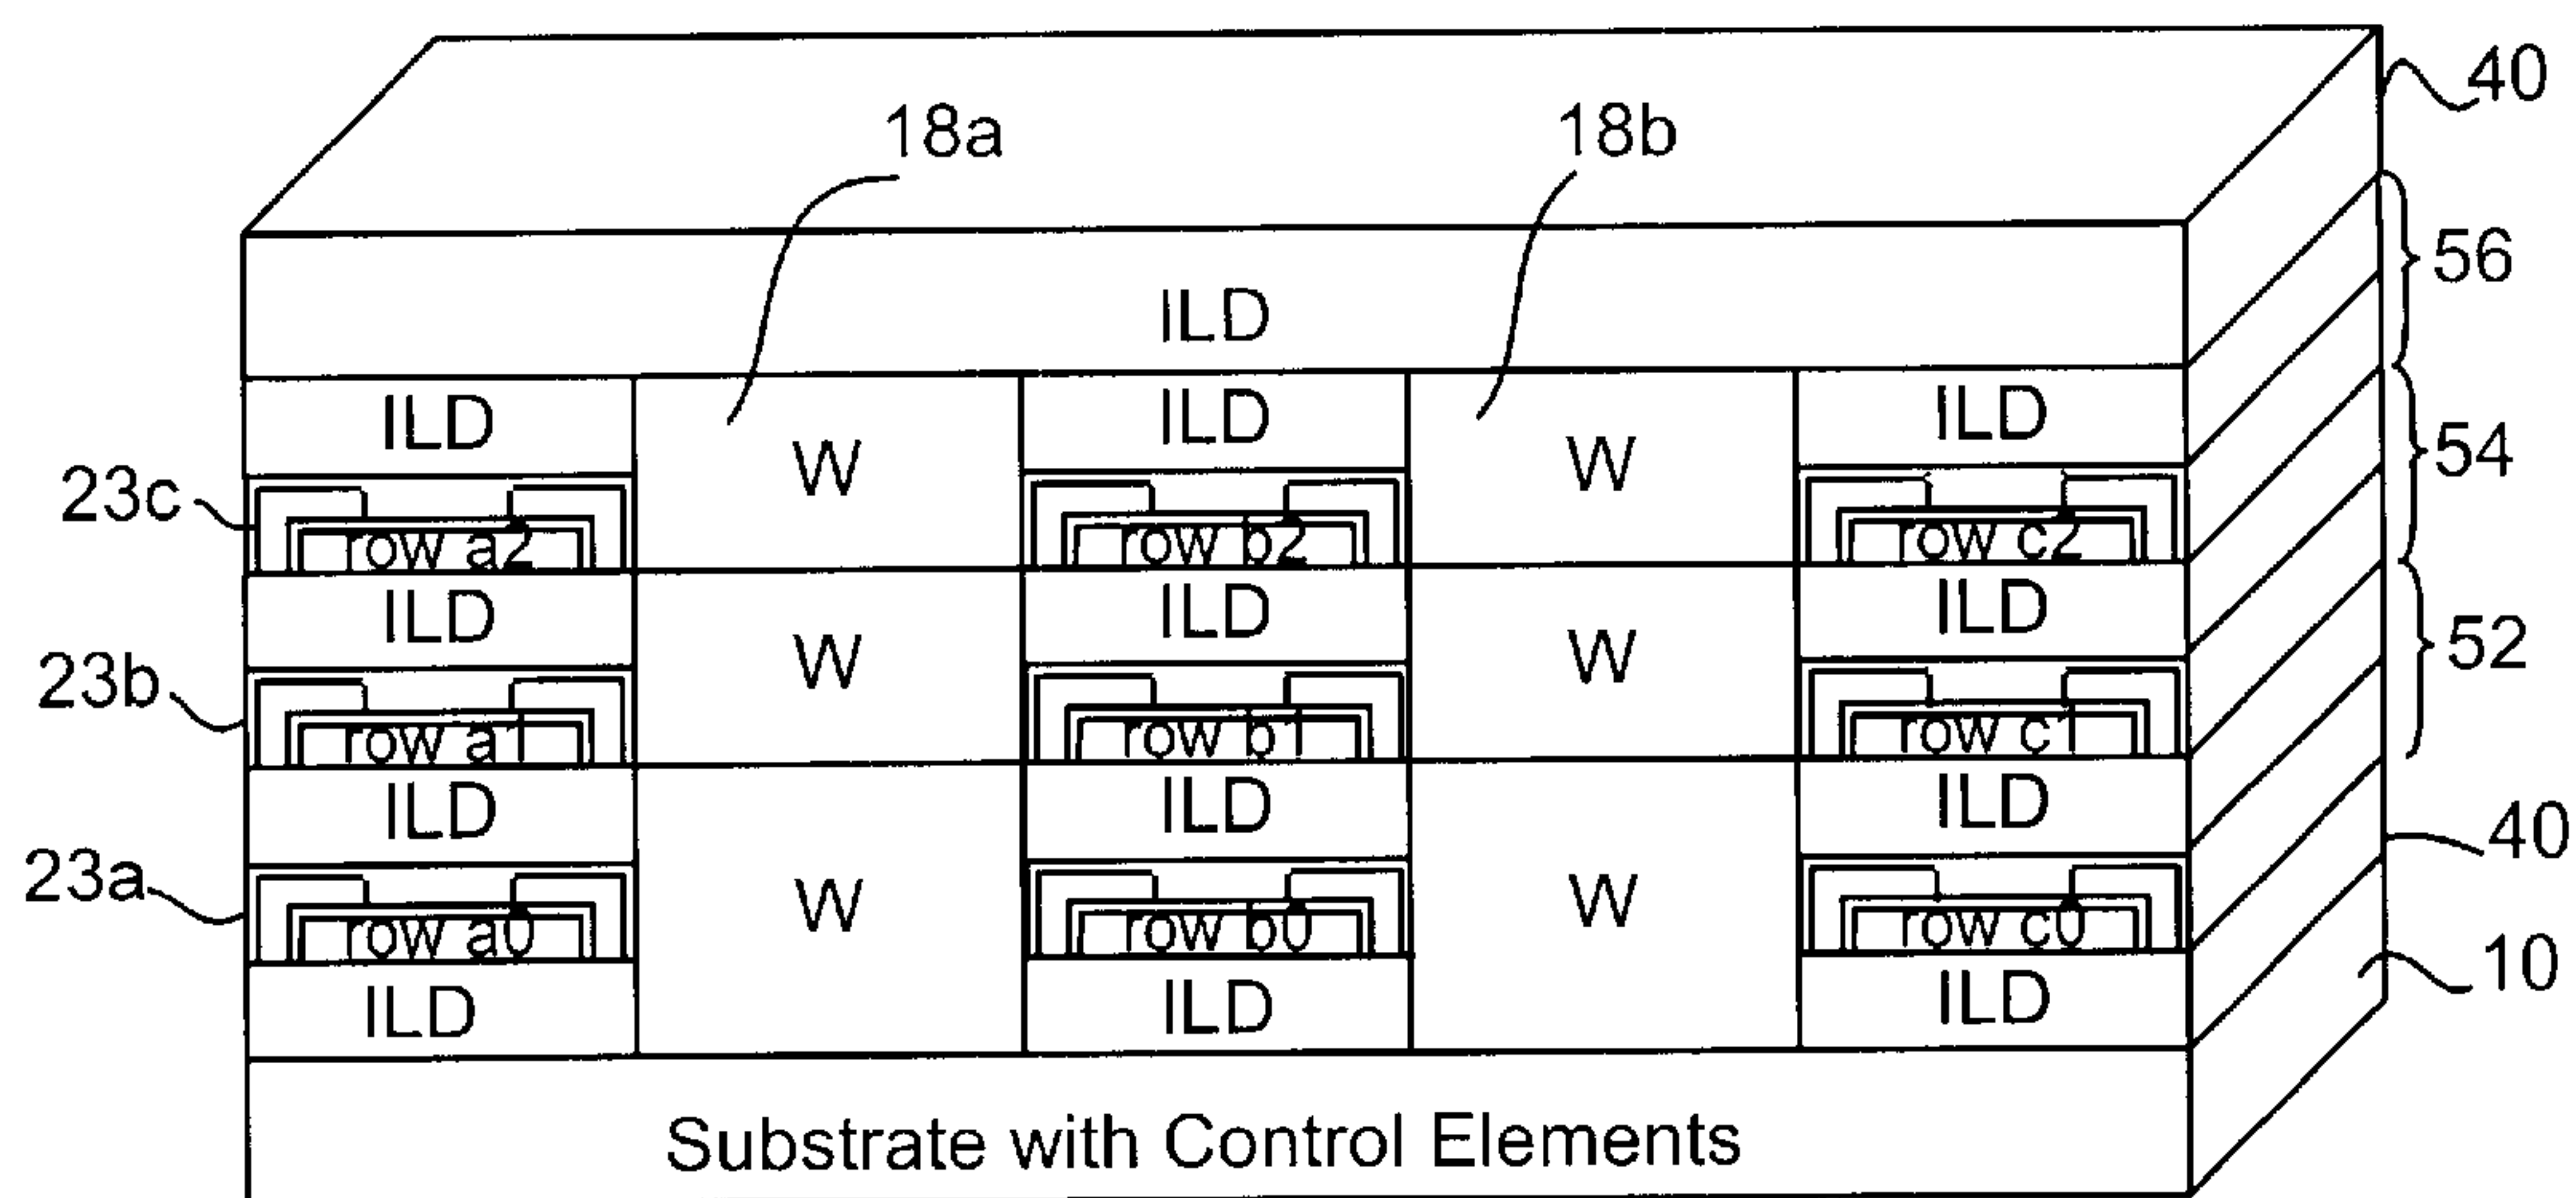 40
18a
18b
56
ILD
ILD
ILD
ILD
54
W
W
23c
row a2
row b2
row c2
ILD
ILD
ILD
52
W
W
23b
row a1
row b1
row c1
ILD
ILD
ILD
40
23a
W
W
row a0
row b0
row c0
10
ILD
ILD
ILD
Substrate with Control Elements